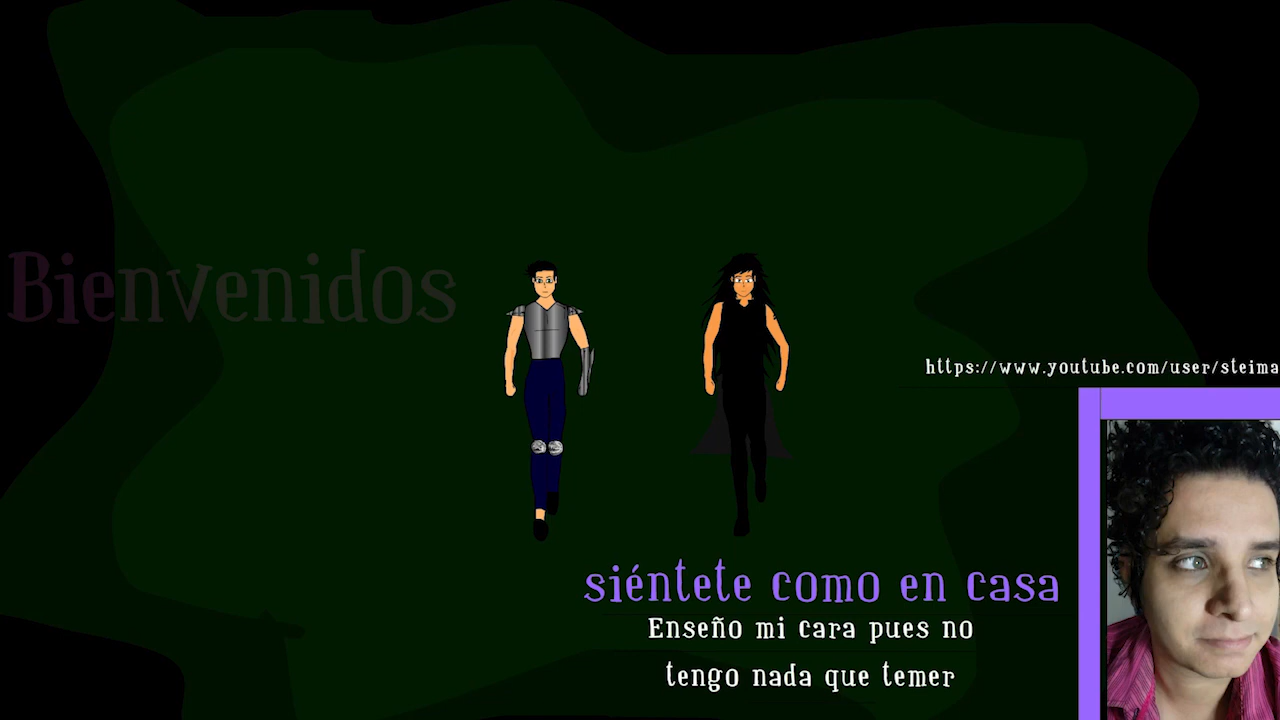 Bienvenidos
https://www.youtube.com/user/steima
siéntete como en casa
Enseño mi cara pues no
tengo nada que temer